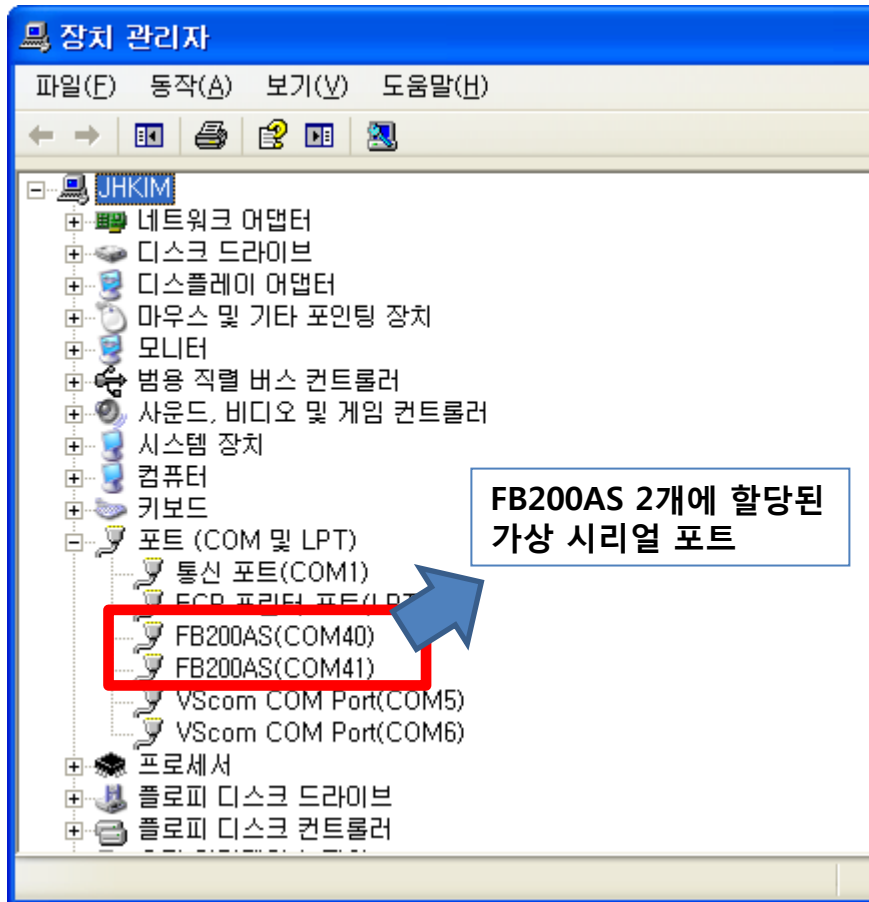 장치 관리자
파일(F) 동작(A) 보기(V) 도움말(H)
JHKIM
네트워크 어댑터
디스크 드라이브
디스플레이 어댑터
마우스 및 기타 포인팅 장치
모니터
범용 직렬 버스 컨트롤러
사운드, 비디오 및 게임 컨트롤러
시스템 장치
컴퓨터
키보드
포트 (COM 및 LPT)
통신 포트(COM1)
ECP 프린터 포트(LPT
FB200AS(COM40)
FB200AS(COM41)
VScom COM Port(COM5)
VScom COM Port(COM6)
프로세서
플로피 디스크 드라이브
플로피 디스크 컨트롤러
FB200AS 2개에 할당된
가상 시리얼 포트